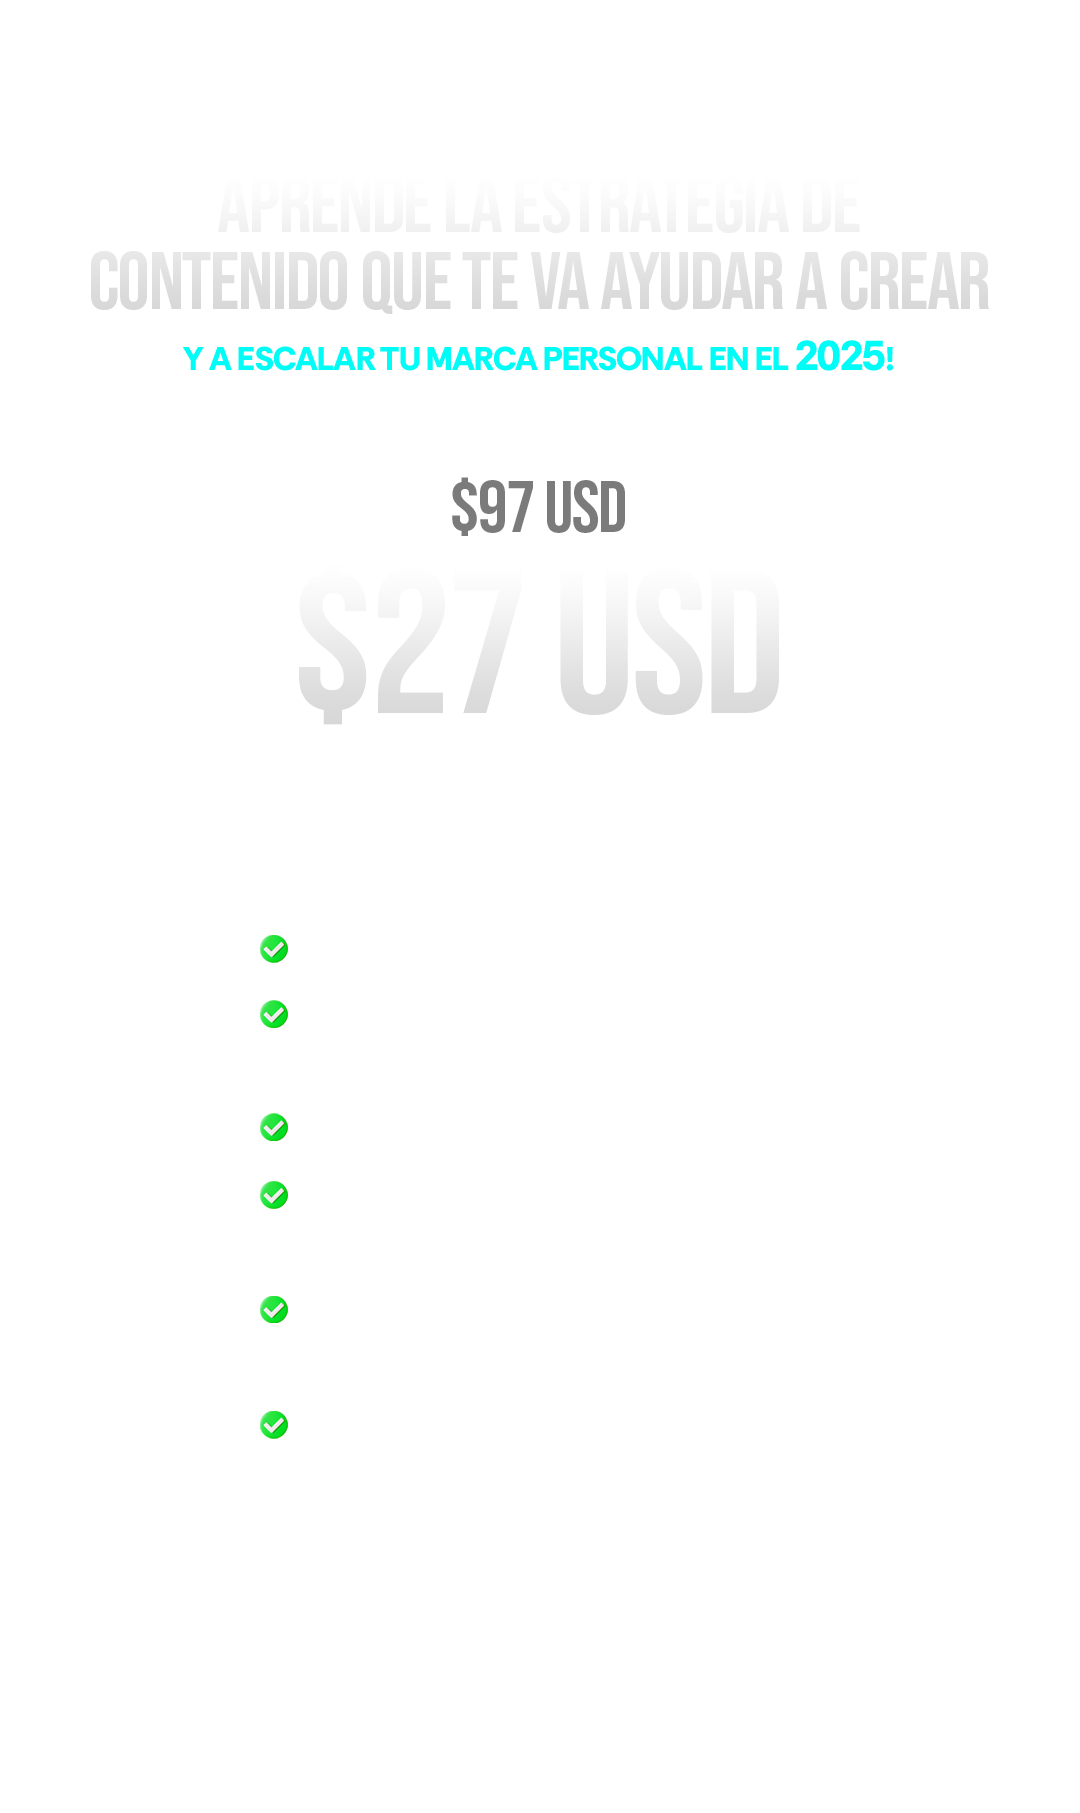 APRENDE LA ESTRATEGIA DE
CONTENIDO QUE TE VA AYUDAR A CREAR
Y A ESCALAR TU MARCA PERSONAL EN EL 2025!
$97 USD
$27 USD